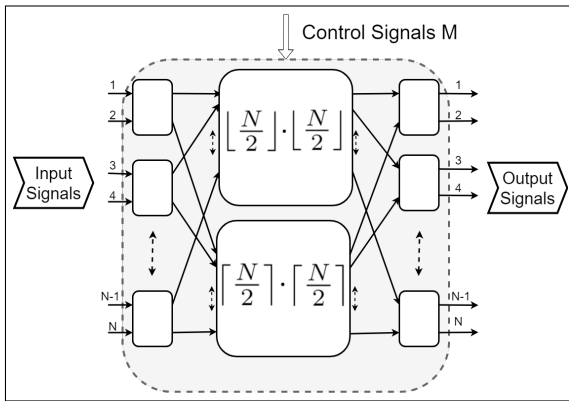 Control Signals M
1
2
3
4
N-1
N
Input
Signals
⌊N/2⌋·⌊N/2⌋
⌈N/2⌉·⌈N/2⌉
1
2
3
4
N-1
N
Output
Signals